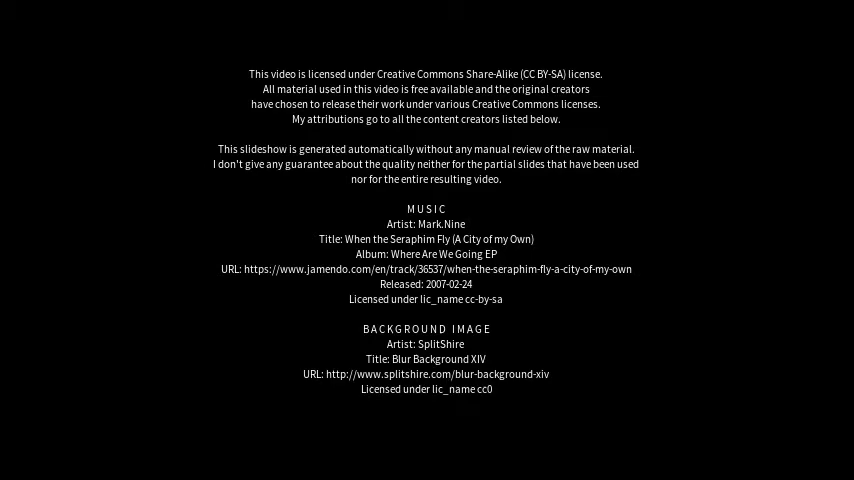 This video is licensed under Creative Commons Share-Alike (CC BY-SA) license.
All material used in this video is free available and the original creators
have chosen to release their work under various Creative Commons licenses.
My attributions go to all the content creators listed below.
This slideshow is generated automatically without any manual review of the raw material.
I don't give any guarantee about the quality neither for the partial slides that have been used
nor for the entire resulting video.
MUSIC
Artist: Mark.Nine
Title: When the Seraphim Fly (A City of my Own)
Album: Where Are We Going EP
URL: https://www.jamendo.com/en/track/36537/when-the-seraphim-fly-a-city-of-my-own
Released: 2007-02-24
Licensed under lic_name cc-by-sa
BACKGROUND IMAGE
Artist: SplitShire
Title: Blur Background XIV
URL: http://www.splitshire.com/blur-background-xiv
Licensed under lic_name cc0